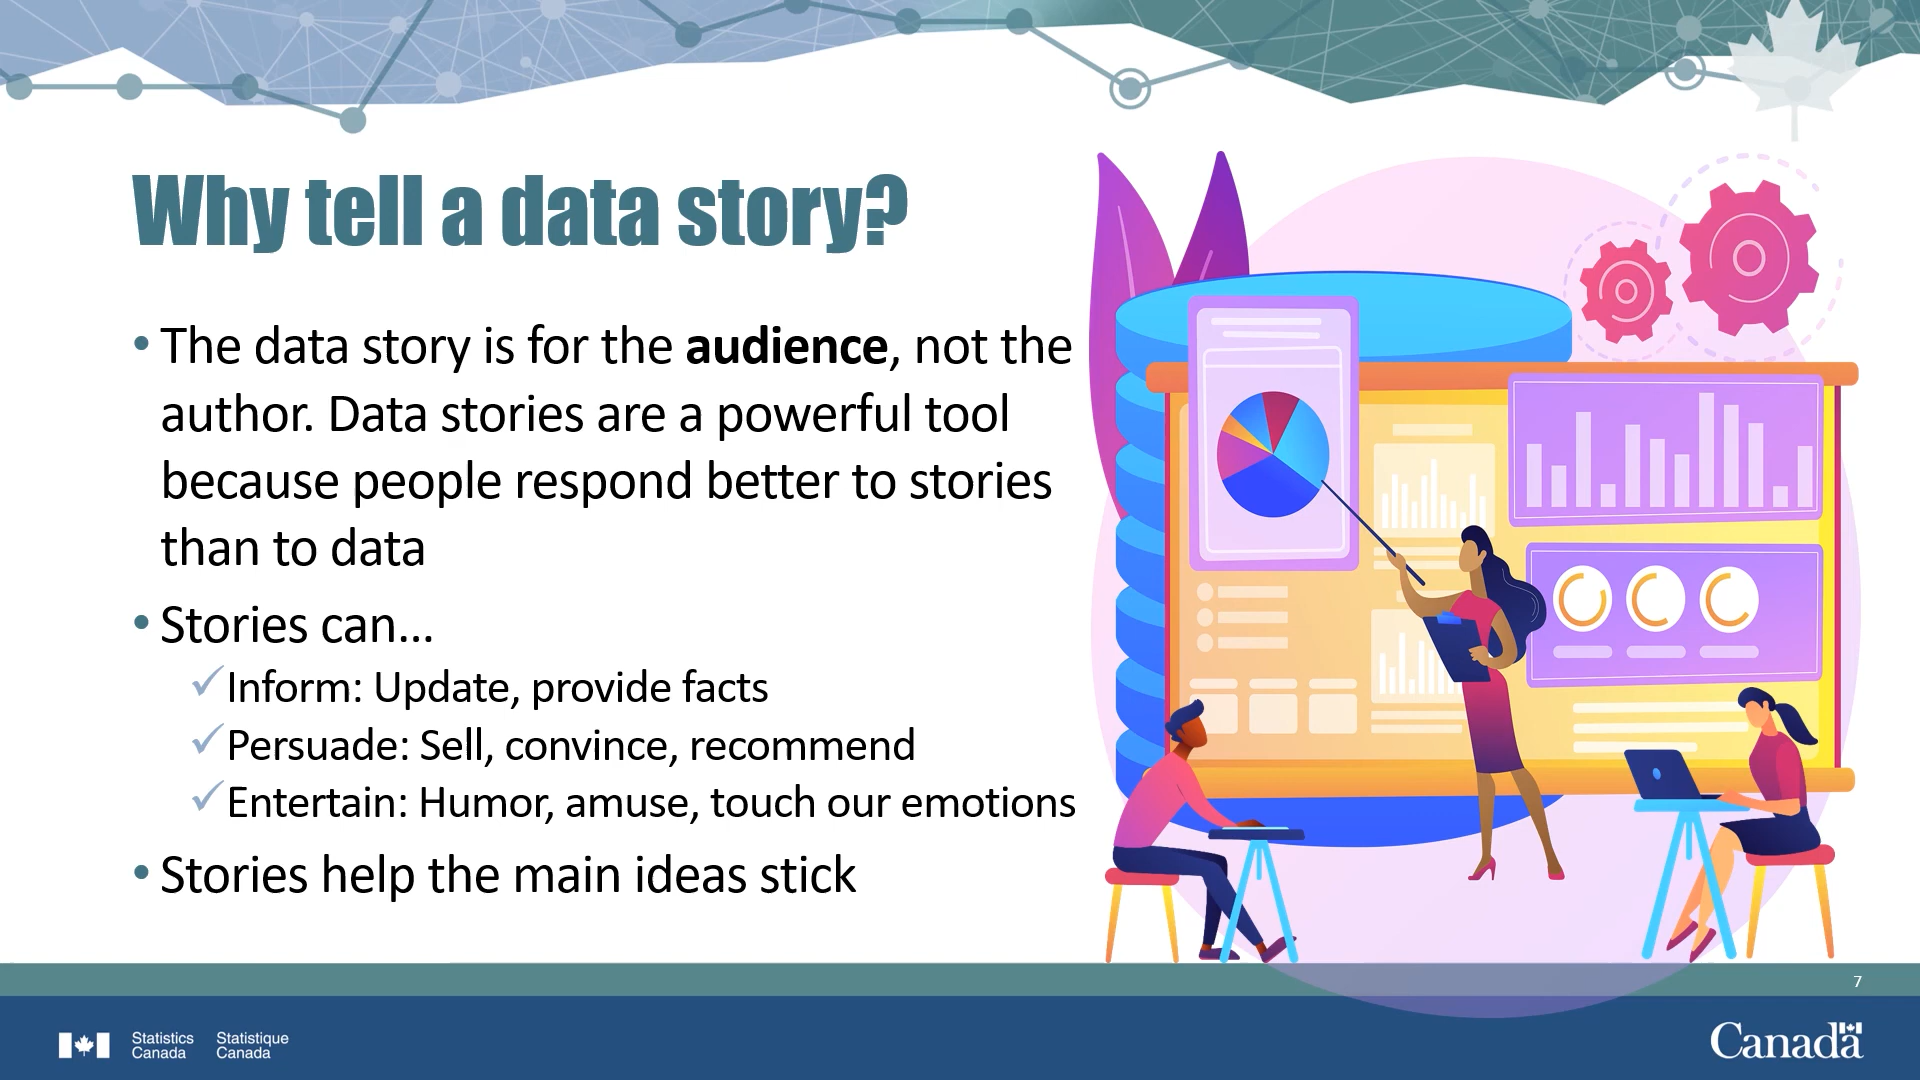 Why tell a data story?
• The data story is for the audience, not the
author. Data stories are a powerful tool
because people respond better to stories
than to data
• Stories can…
✓Inform: Update, provide facts
✓Persuade: Sell, convince, recommend
✓Entertain: Humor, amuse, touch our emotions
• Stories help the main ideas stick
7
Statistics Statistique
Canada Canada
Canada